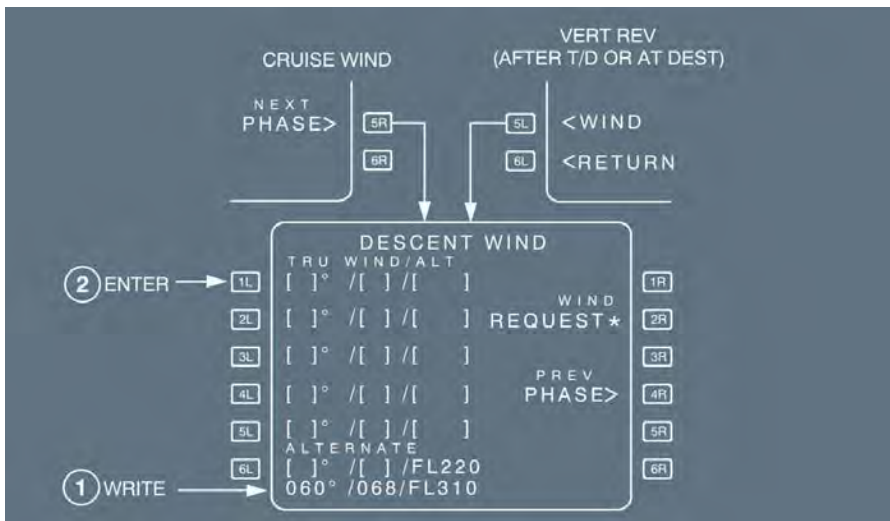 CRUISE WIND
VERT REV
(AFTER T/D OR AT DEST)
NEXT
PHASE>
5R
6R
5L
<WIND
6L
<RETURN
DESCENT WIND
TRU WIND/ALT
2 ENTER
1L
[ ]° /[ ] /[ ]
1R
WIND
2L
[ ]° /[ ] /[ ]
REQUEST*
2R
3L
[ ]° /[ ] /[ ]
3R
PREV
4L
[ ]° /[ ] /[ ]
PHASE>
4R
5L
[ ]° /[ ] /[ ]
5R
ALTERNATE
6L
[ ]° /[ ] /FL220
6R
1 WRITE
060° /068/FL310